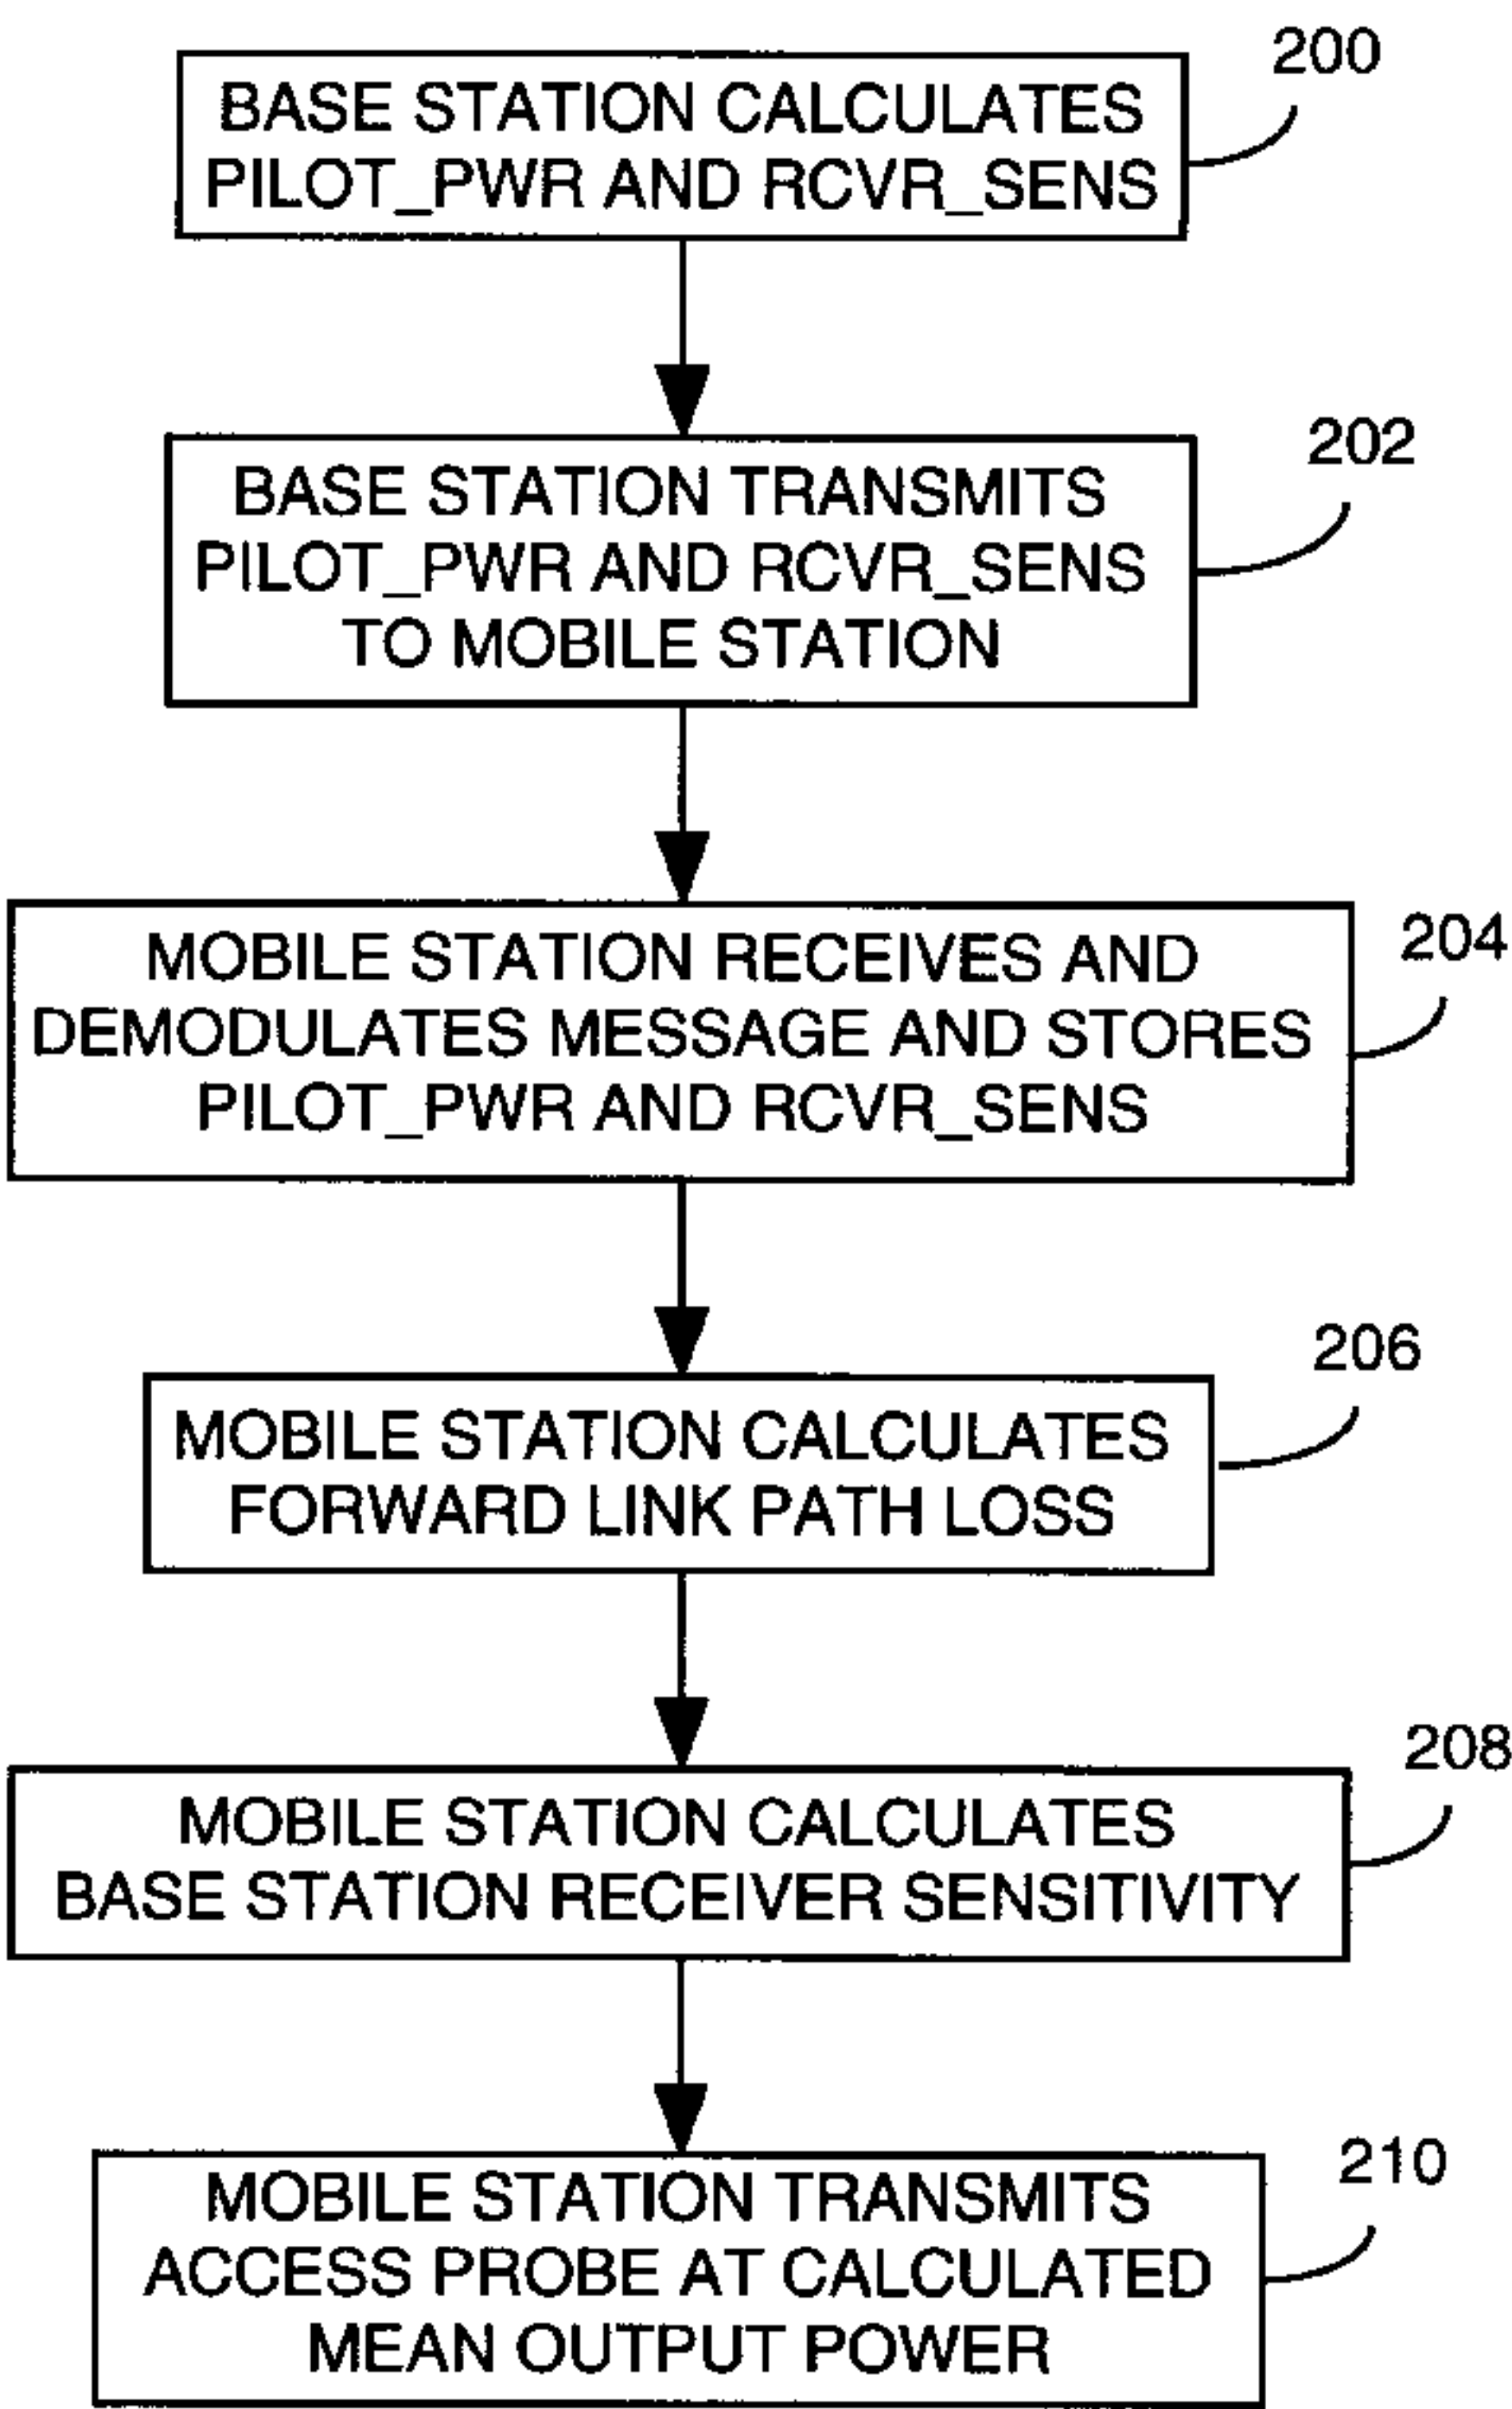 200
BASE STATION CALCULATES
PILOT_PWR AND RCVR_SENS
202
BASE STATION TRANSMITS
PILOT_PWR AND RCVR_SENS
TO MOBILE STATION
204
MOBILE STATION RECEIVES AND
DEMODULATES MESSAGE AND STORES
PILOT_PWR AND RCVR_SENS
206
MOBILE STATION CALCULATES
FORWARD LINK PATH LOSS
208
MOBILE STATION CALCULATES
BASE STATION RECEIVER SENSITIVITY
210
MOBILE STATION TRANSMITS
ACCESS PROBE AT CALCULATED
MEAN OUTPUT POWER